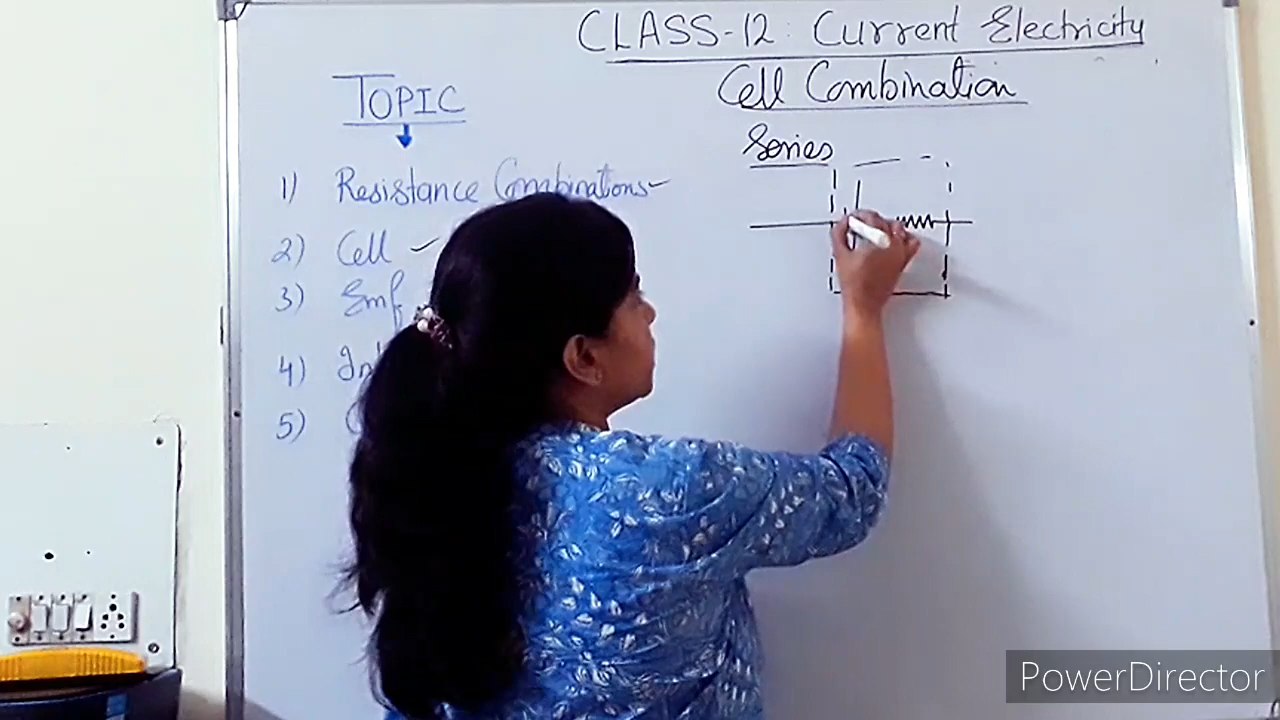 CLASS-12: Current Electricity
Cell Combination
TOPIC
1) Resistance Combinations
2) Cell
3) Emf
4)
5)
Series
PowerDirector